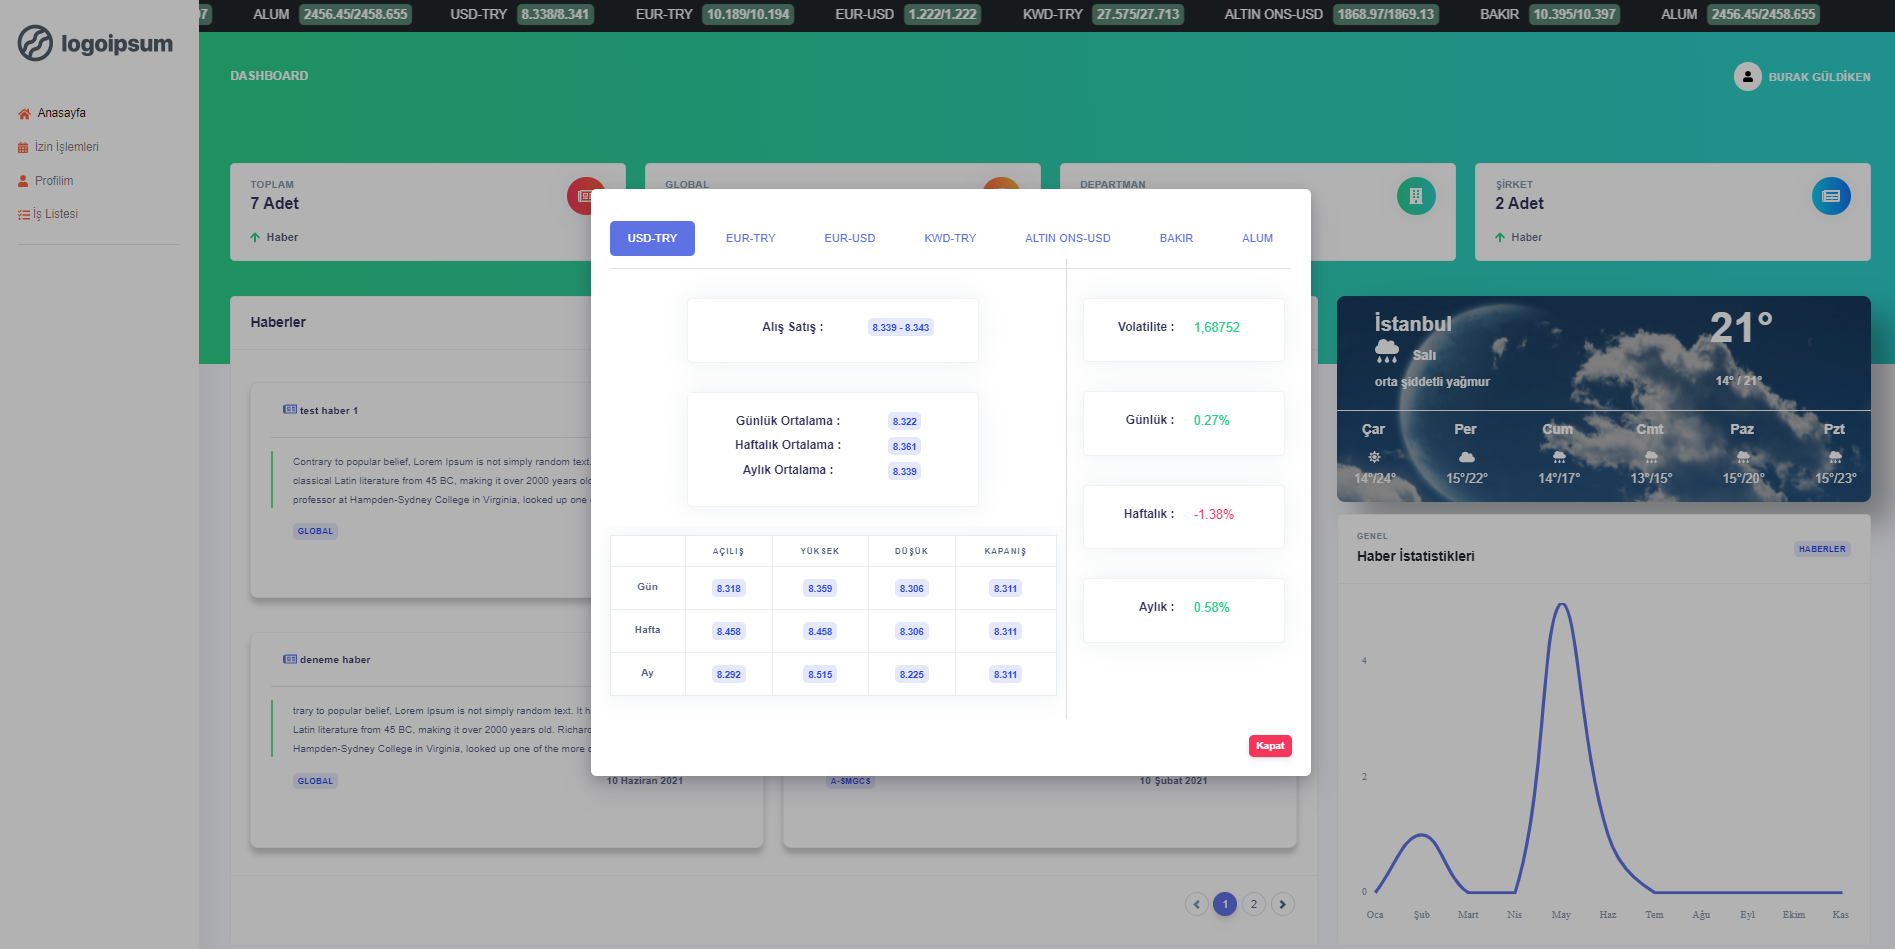 07 ALUM 2456.45/2458.655 USD-TRY 8.338/8.341 EUR-TRY 10.189/10.194 EUR-USD 1.222/1.222 KWD-TRY 27.575/27.713 ALTIN ONS-USD 1868.97/1869.13 BAKIR 10.395/10.397 ALUM 2456.45/2458.655
logoipsum
Anasayfa
İzin İşlemleri
Profilim
İş Listesi
DASHBOARD
BURAK GÜLDİKEN
TOPLAM
7 Adet
Haber
GLOBAL
DEPARTMAN
ŞİRKET
2 Adet
Haber
USD-TRY EUR-TRY EUR-USD KWD-TRY ALTIN ONS-USD BAKIR ALUM
Alış Satış : 8.339 - 8.343
Günlük Ortalama : 8.322
Haftalık Ortalama : 8.361
Aylık Ortalama : 8.339
AÇILIŞ YÜKSEK DÜŞÜK KAPANIŞ
Gün 8.318 8.359 8.306 8.311
Hafta 8.458 8.458 8.306 8.311
Ay 8.292 8.515 8.225 8.311
Volatilite : 1,68752
Günlük : 0.27%
Haftalık : -1.38%
Aylık : 0.58%
Kapat
Haberler
test haber 1
Contrary to popular belief, Lorem Ipsum is not simply random text.
classical Latin literature from 45 BC, making it over 2000 years old
professor at Hampden-Sydney College in Virginia, looked up one
GLOBAL
deneme haber
trary to popular belief, Lorem Ipsum is not simply random text. It h
Latin literature from 45 BC, making it over 2000 years old. Richard
Hampden-Sydney College in Virginia, looked up one of the more
GLOBAL
10 Haziran 2021
A-SMGCS
10 Şubat 2021
1 2
İstanbul
21°
Salı
orta şiddetli yağmur
14° / 21°
Çar Per Cum Cmt Paz Pzt
14°/24° 15°/22° 14°/17° 13°/15° 15°/20° 15°/23°
GENEL
Haber İstatistikleri
HABERLER
4
2
0
Oca Şub Mart Nis May Haz Tem Ağu Eyl Ekim Kas